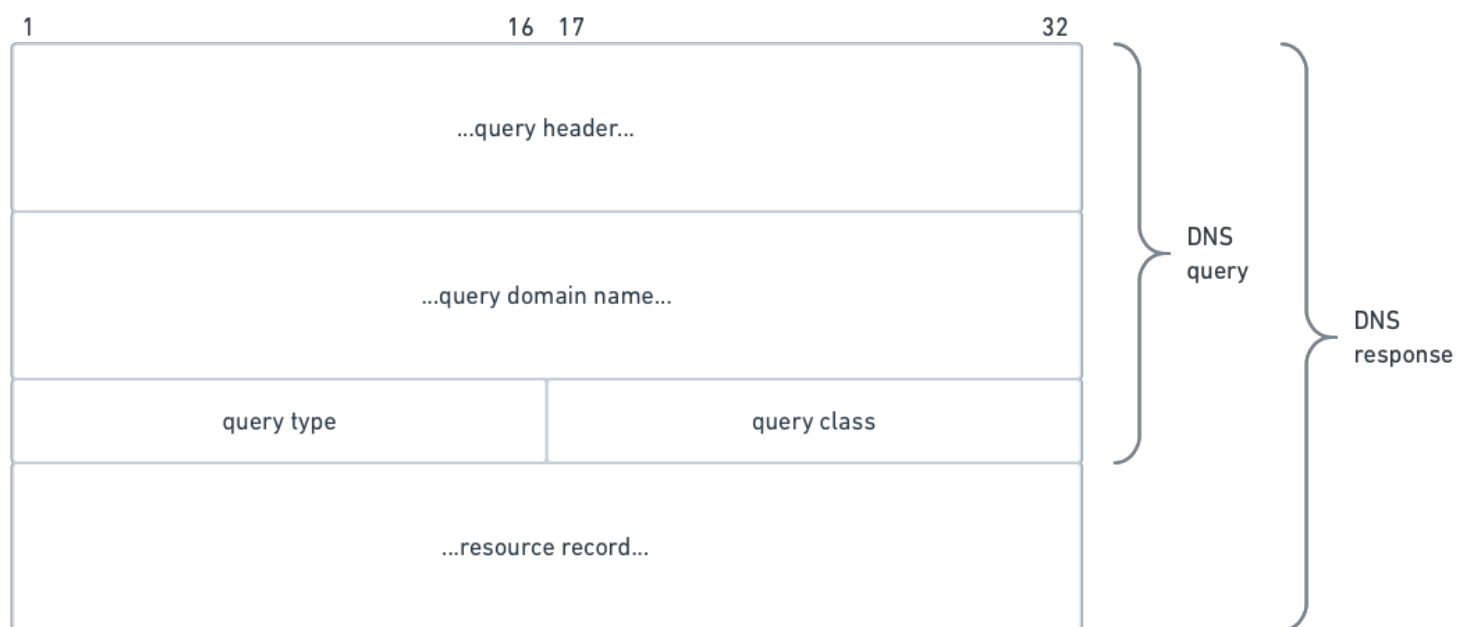 1 16 17 32
...query header...
DNS
query
...query domain name...
DNS
response
query type query class
...resource record...